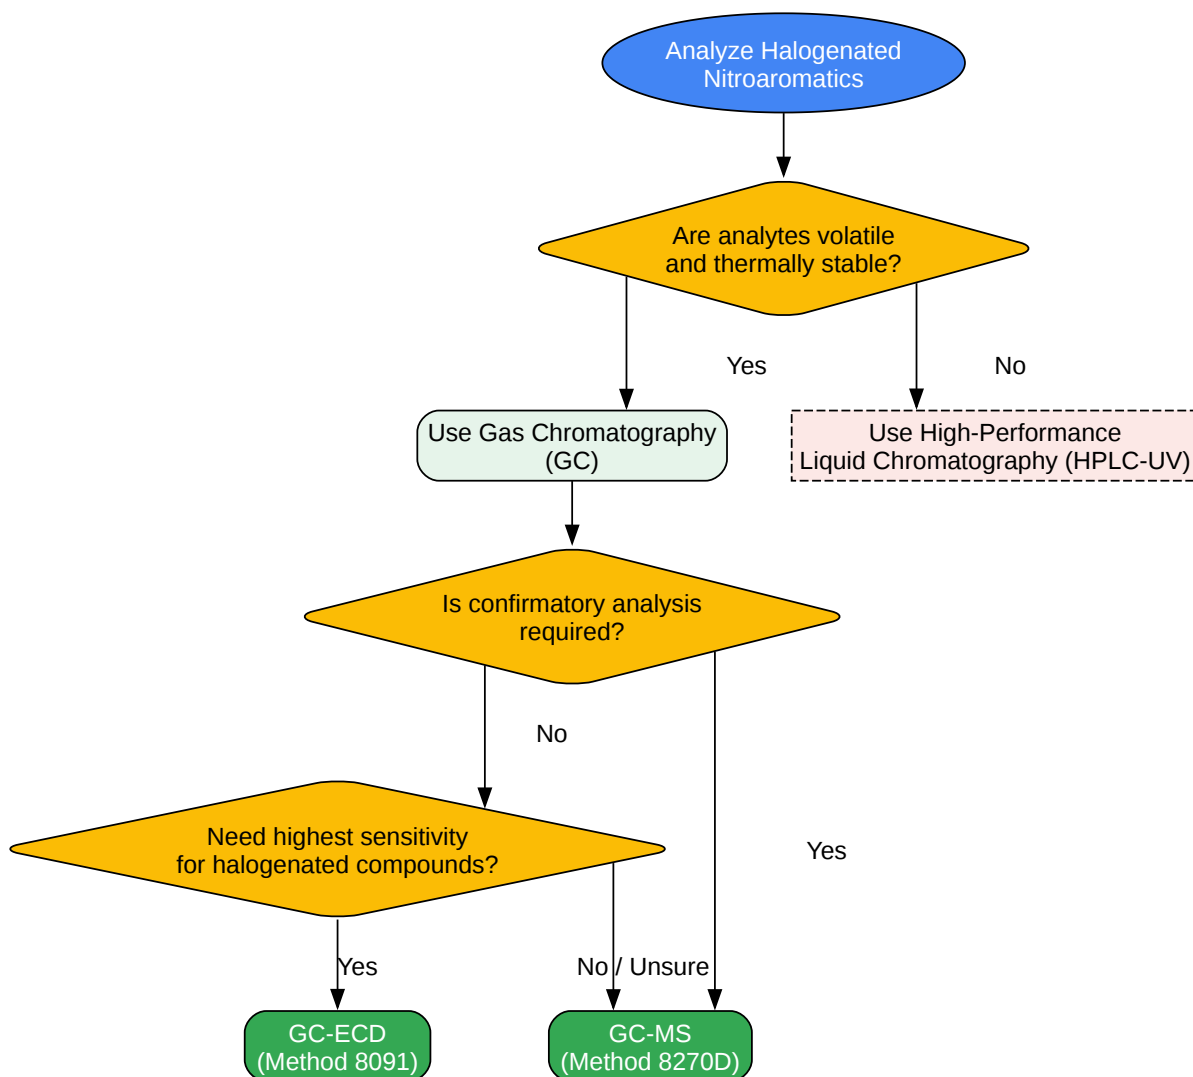 Analyze Halogenated
Nitroaromatics
Are analytes volatile
and thermally stable?
Yes
No
Use Gas Chromatography
(GC)
Use High-Performance
Liquid Chromatography (HPLC-UV)
Is confirmatory analysis
required?
No
Need highest sensitivity
for halogenated compounds?
Yes
Yes
No / Unsure
GC-ECD
(Method 8091)
GC-MS
(Method 8270D)